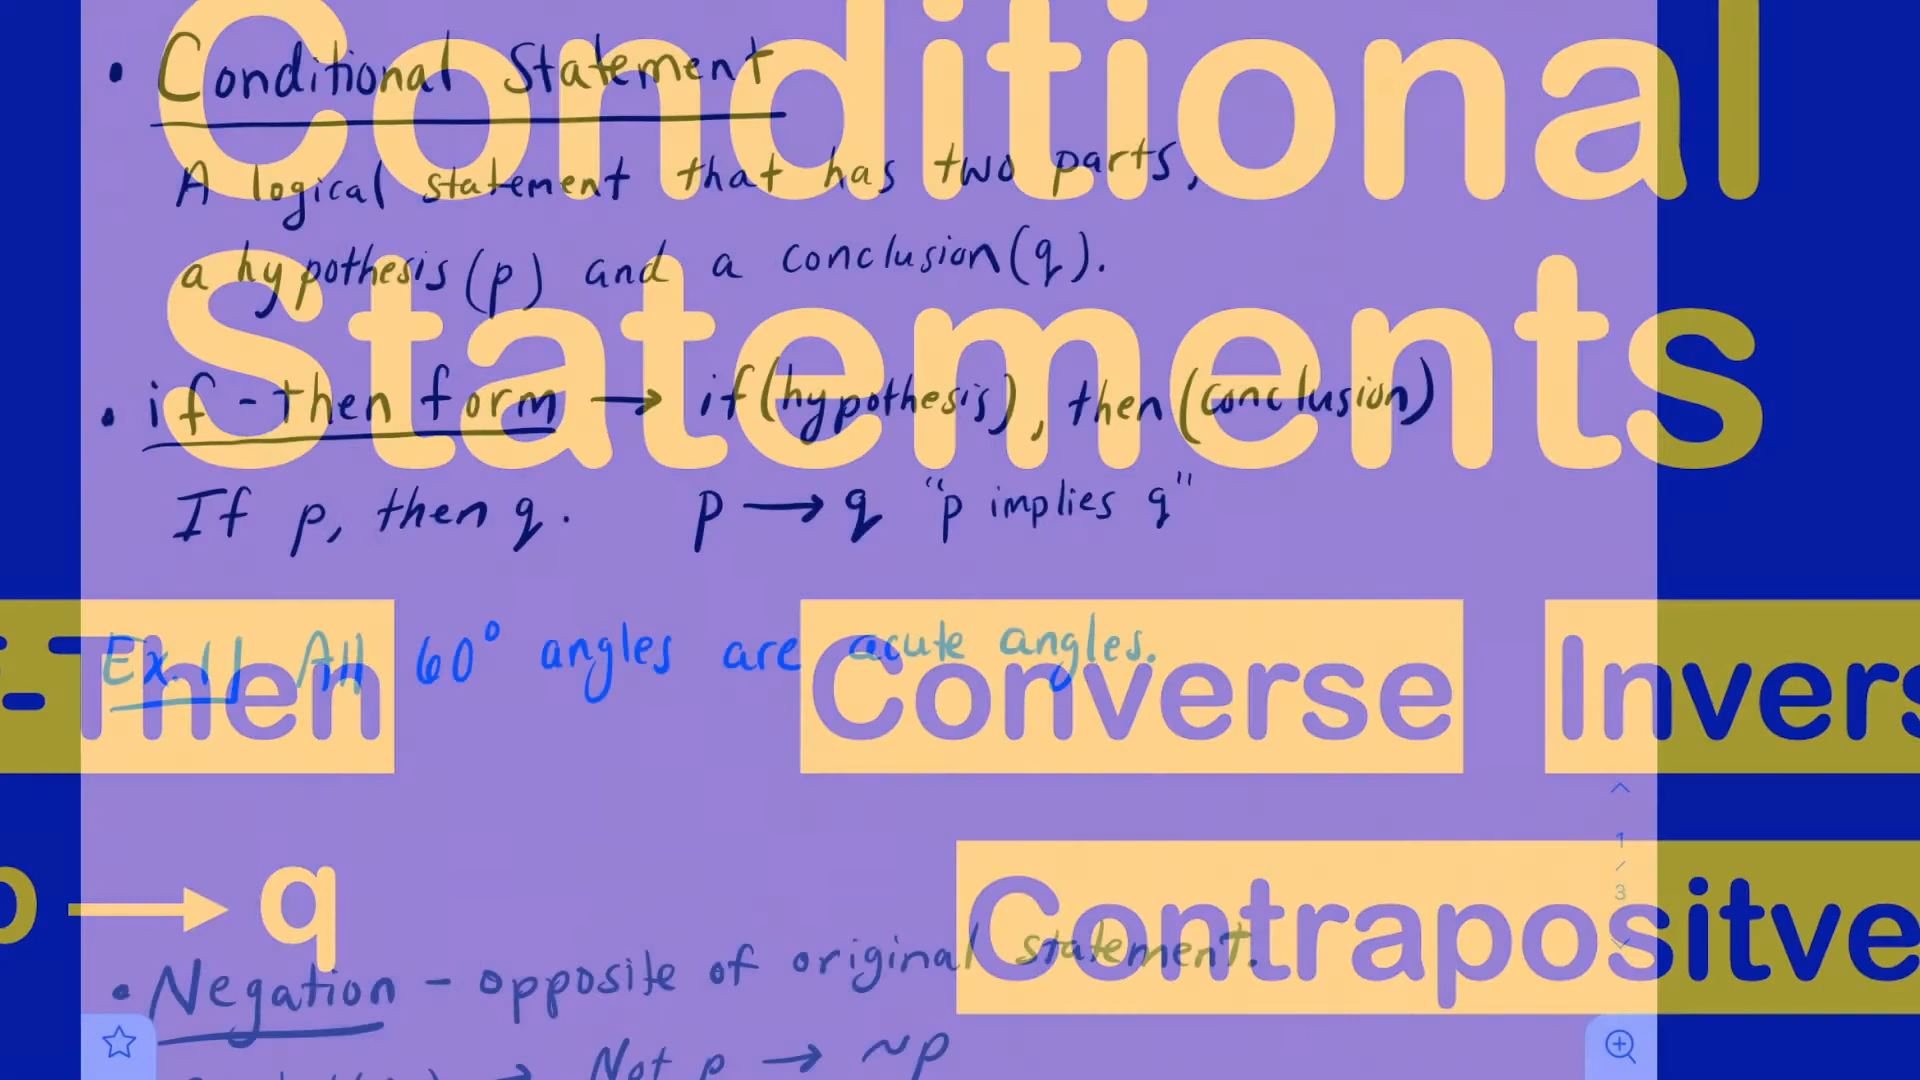 Conditional
Statements
• Conditional Statement
A logical statement that has two parts,
a hypothesis (p) and a conclusion (q).
• if-then form → if (hypothesis), then (conclusion)
If p, then q. p → q "p implies q"
Ex.1) All 60° angles are acute angles.
-Then Converse Invers
p → q
Contrapositve
• Negation - opposite of original statement.
Not p → ~p
1
/
3